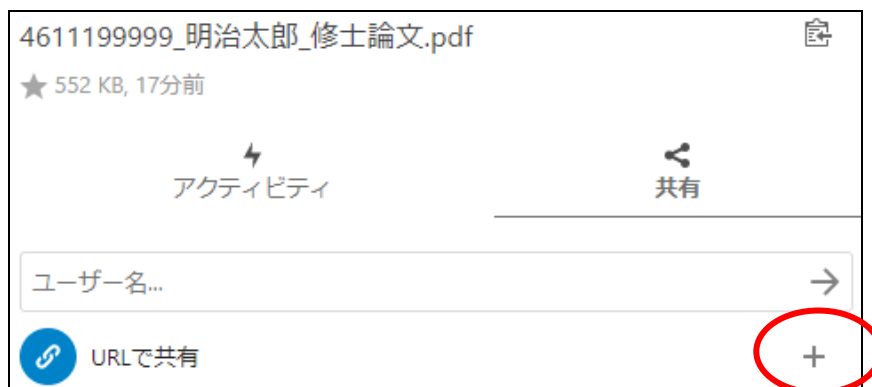 4611199999_明治太郎_修士論文.pdf
★ 552 KB, 17分前
アクティビティ
共有
ユーザー名...
URLで共有